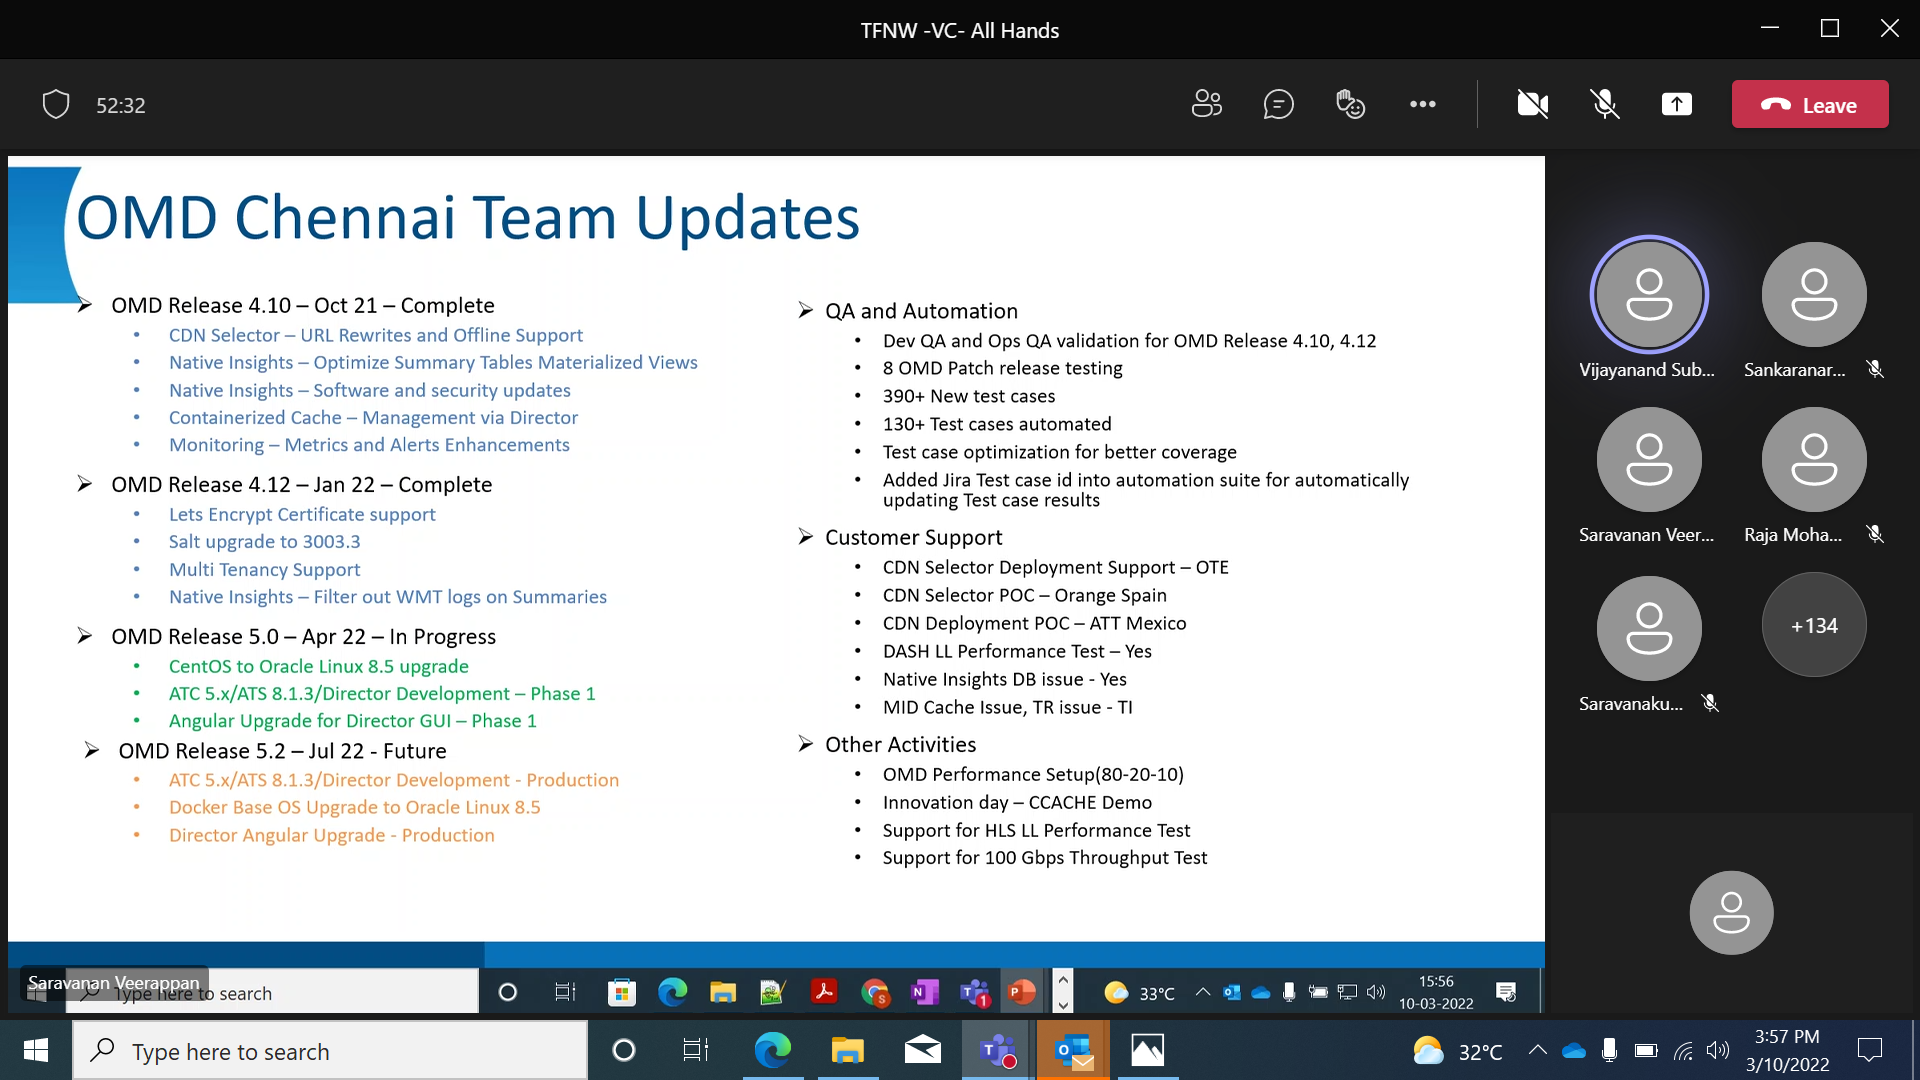 TFNW -VC- All Hands
52:32
Leave
OMD Chennai Team Updates
OMD Release 4.10 – Oct 21 – Complete
CDN Selector – URL Rewrites and Offline Support
Native Insights – Optimize Summary Tables Materialized Views
Native Insights – Software and security updates
Containerized Cache – Management via Director
Monitoring – Metrics and Alerts Enhancements
OMD Release 4.12 – Jan 22 – Complete
Lets Encrypt Certificate support
Salt upgrade to 3003.3
Multi Tenancy Support
Native Insights – Filter out WMT logs on Summaries
OMD Release 5.0 – Apr 22 – In Progress
CentOS to Oracle Linux 8.5 upgrade
ATC 5.x/ATS 8.1.3/Director Development – Phase 1
Angular Upgrade for Director GUI – Phase 1
OMD Release 5.2 – Jul 22 - Future
ATC 5.x/ATS 8.1.3/Director Development - Production
Docker Base OS Upgrade to Oracle Linux 8.5
Director Angular Upgrade - Production
QA and Automation
Dev QA and Ops QA validation for OMD Release 4.10, 4.12
8 OMD Patch release testing
390+ New test cases
130+ Test cases automated
Test case optimization for better coverage
Added Jira Test case id into automation suite for automatically
updating Test case results
Customer Support
CDN Selector Deployment Support – OTE
CDN Selector POC – Orange Spain
CDN Deployment POC – ATT Mexico
DASH LL Performance Test – Yes
Native Insights DB issue - Yes
MID Cache Issue, TR issue - TI
Other Activities
OMD Performance Setup(80-20-10)
Innovation day – CCACHE Demo
Support for HLS LL Performance Test
Support for 100 Gbps Throughput Test
Vijayanand Sub...
Sankaranar...
Saravanan Veer...
Raja Moha...
Saravanaku...
+134
Saravanan Veerappan
Type here to search
33°C
15:56
10-03-2022
Type here to search
32°C
3:57 PM
3/10/2022